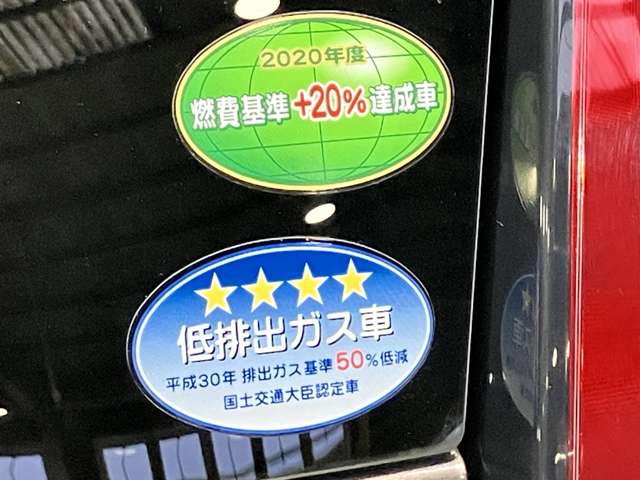 2020年度
燃費基準+20%達成車
低排出ガス車
平成30年 排出ガス基準50%低減
国土交通大臣認定車